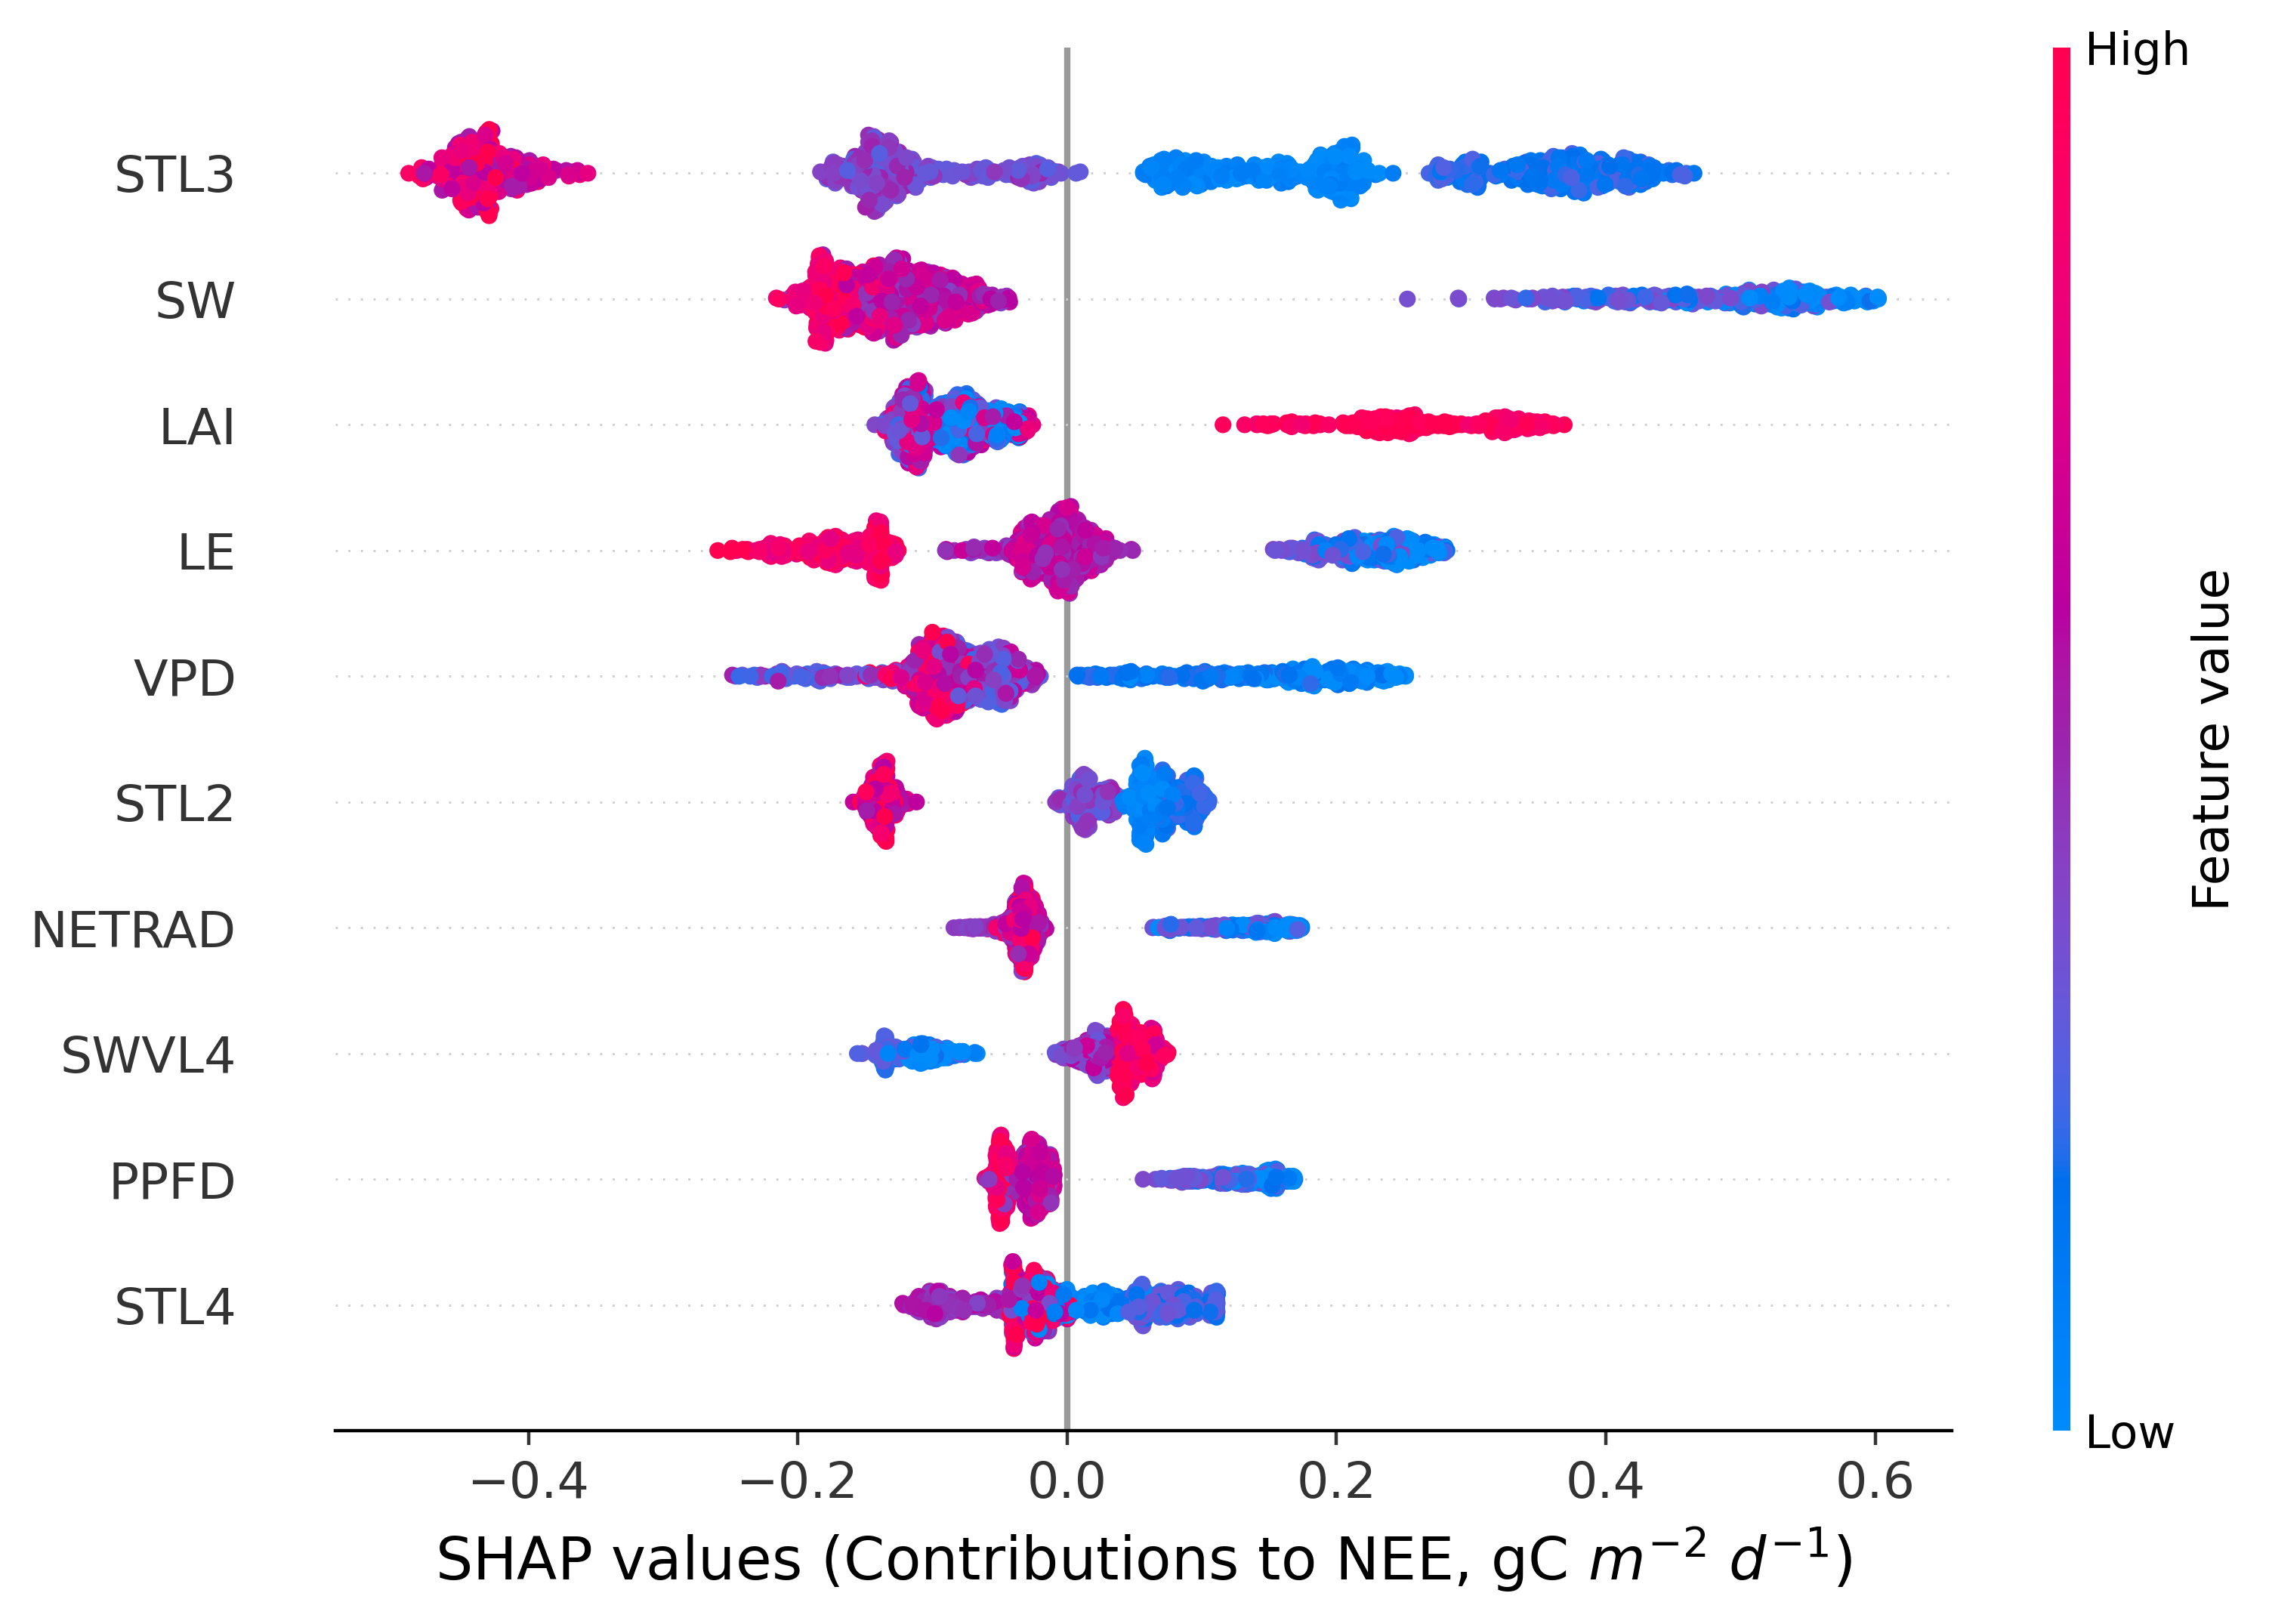 High
STL3
SW
LAI
LE
VPD
STL2
NETRAD
SWVL4
PPFD
STL4
Feature value
Low
−0.4 −0.2 0.0 0.2 0.4 0.6
SHAP values (Contributions to NEE, gC m⁻² d⁻¹)